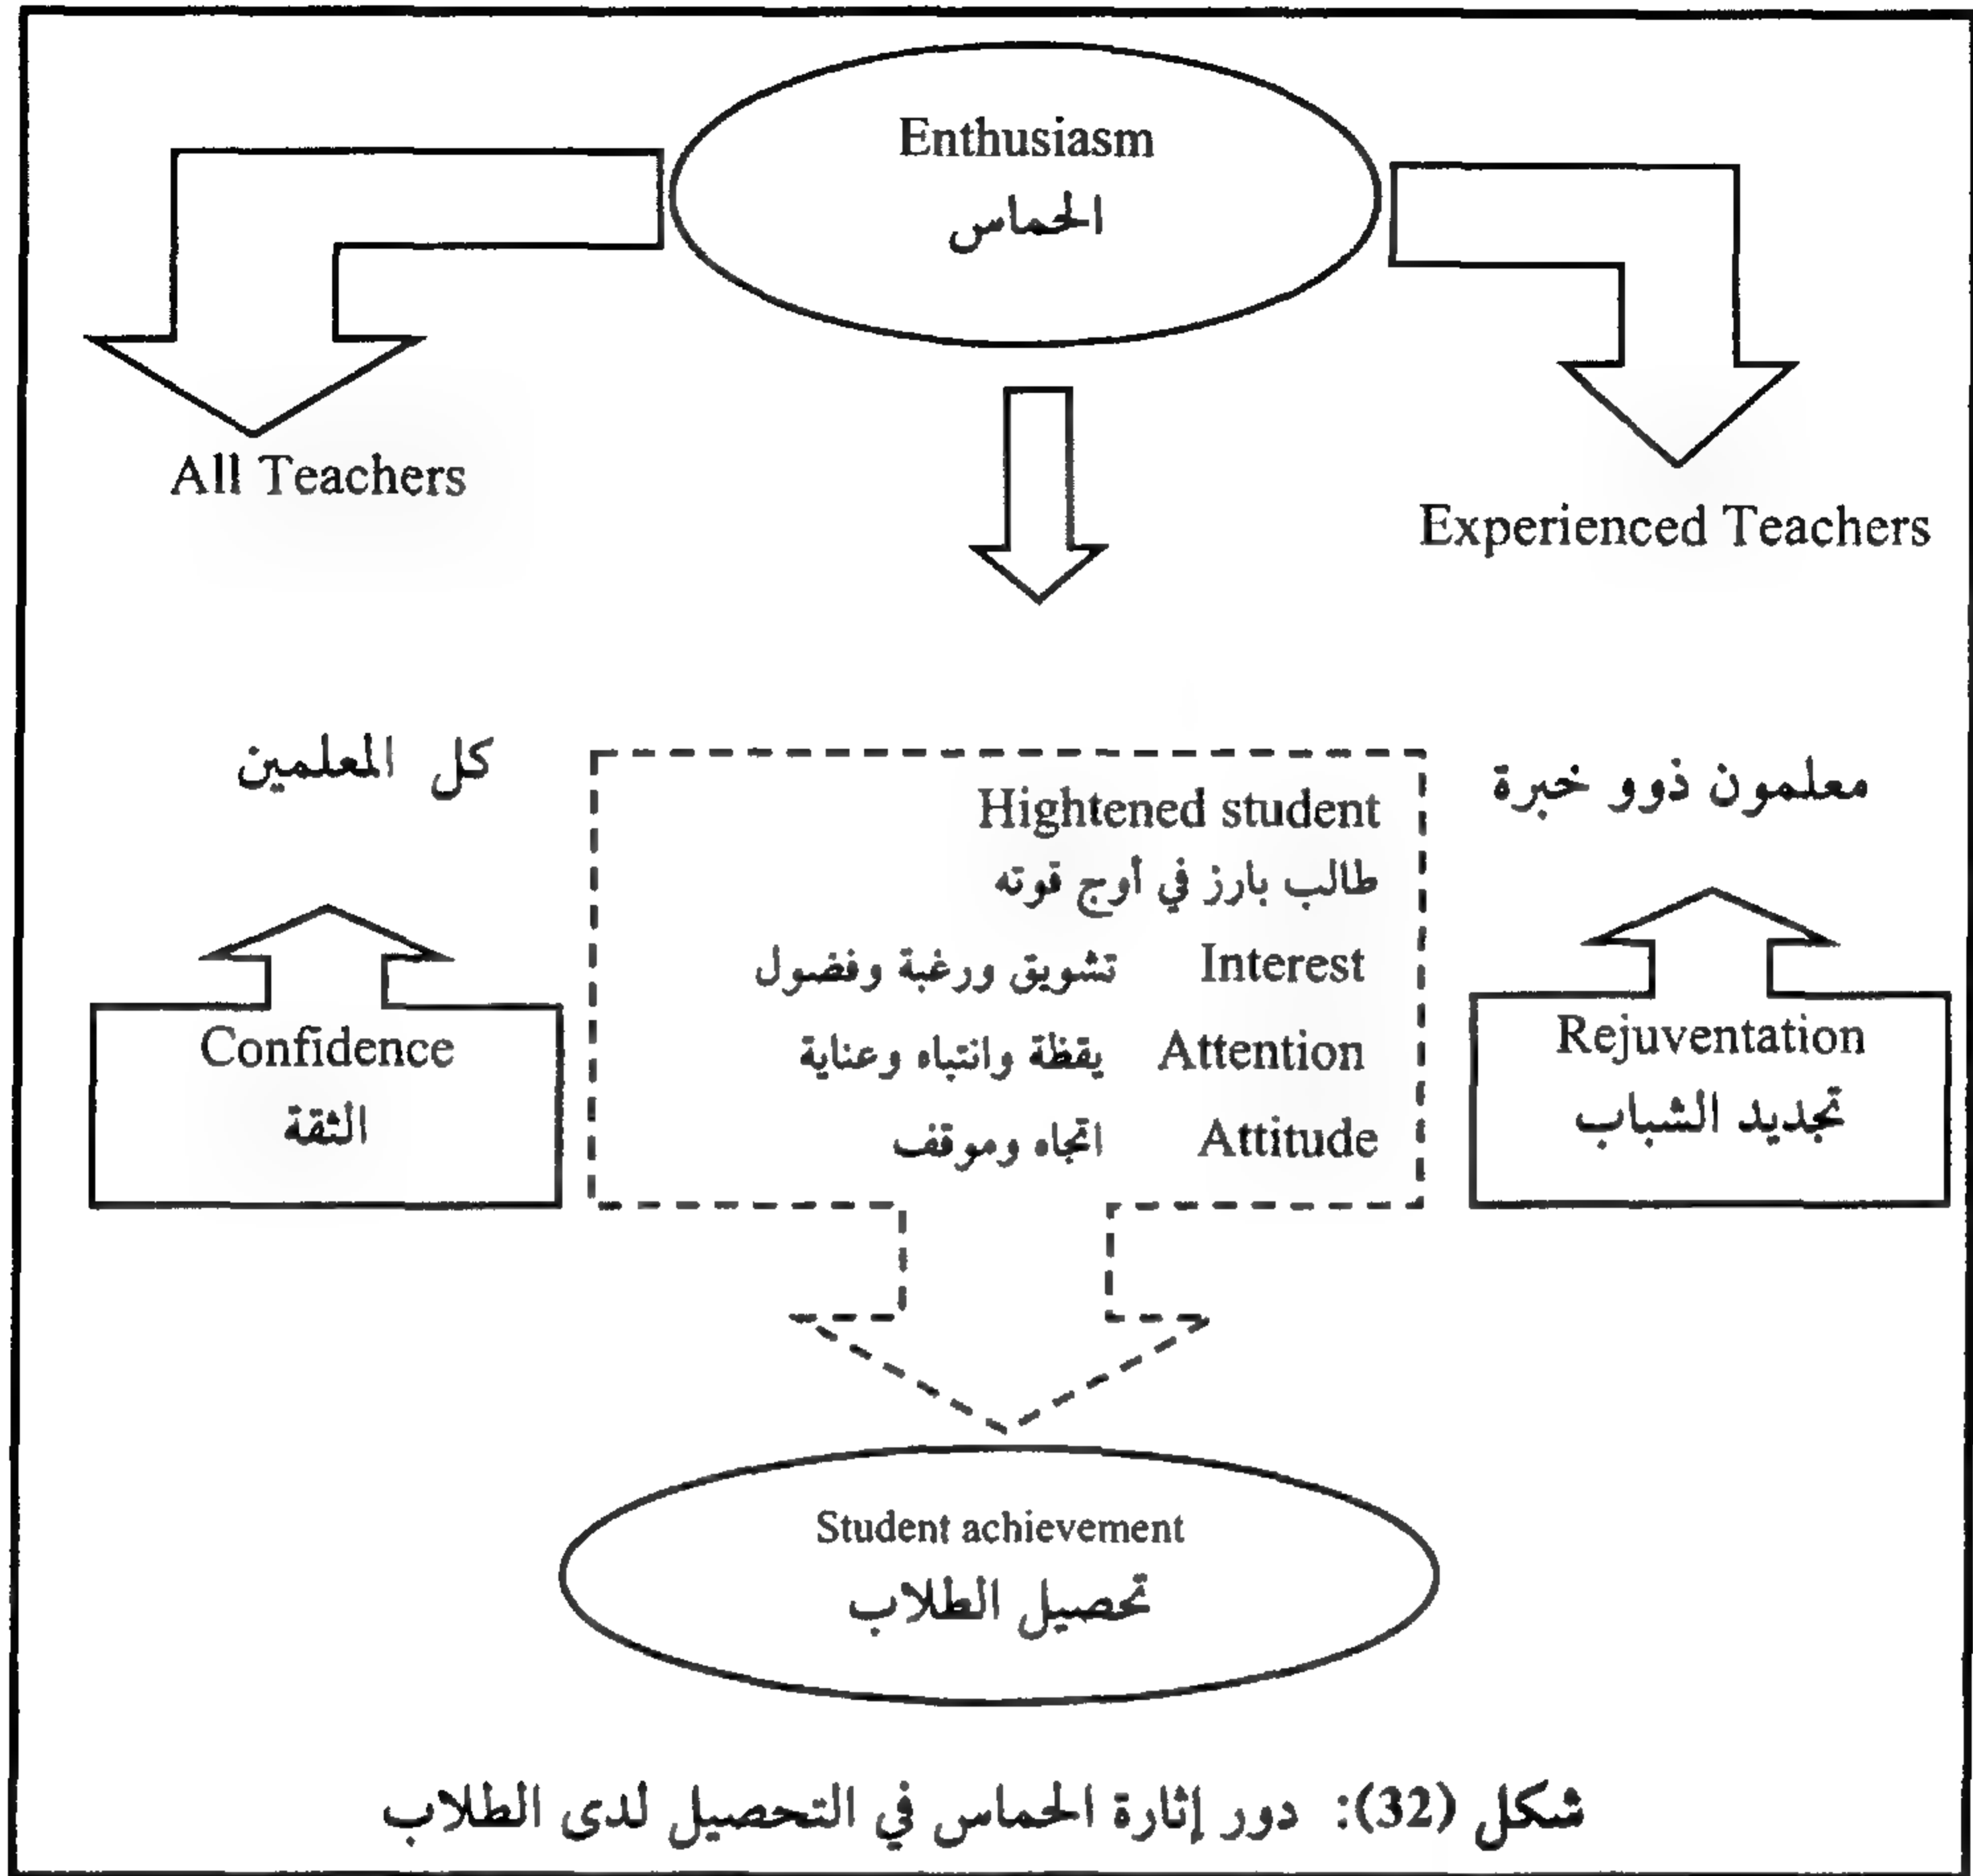 Enthusiasm
الحماس
All Teachers
Experienced Teachers
كل المعلمين
معلمون ذوو خبرة
Hightened student
طالب بارز في أوج قوته
Interest تشويق ورغبة وفضول
Attention يقظة وانتباه وعناية
Attitude اتجاه وموقف
Confidence
الثقة
Rejuventation
تجديد الشباب
Student achievement
تحصيل الطلاب
شكل (32): دور إثارة الحماس في التحصيل لدى الطلاب